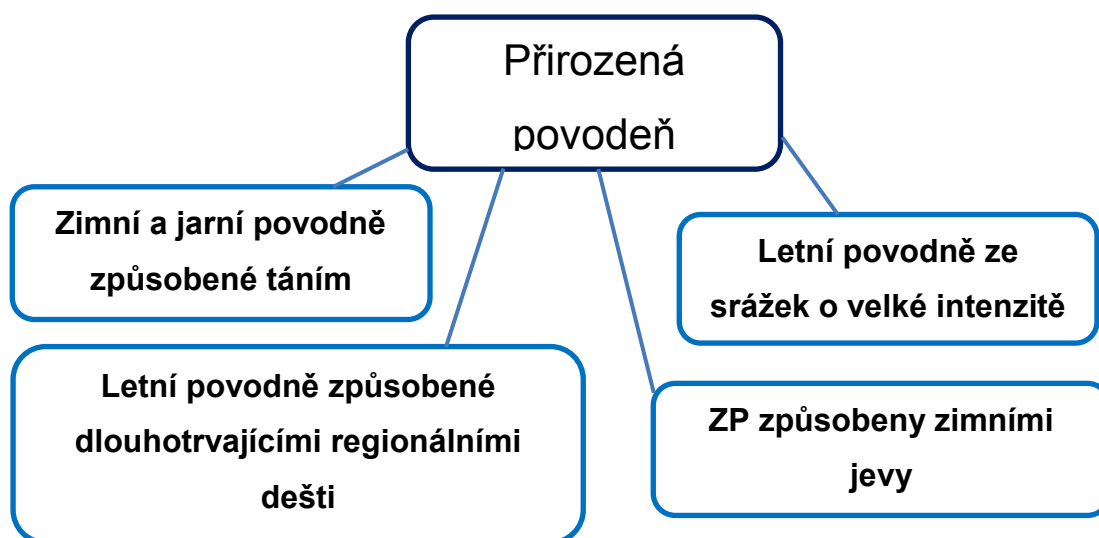 Přirozená
povodeň
Zimní a jarní povodně
způsobené táním
Letní povodně ze
srážek o velké intenzitě
Letní povodně způsobené
dlouhotrvajícími regionálními
dešti
ZP způsobeny zimními
jevy